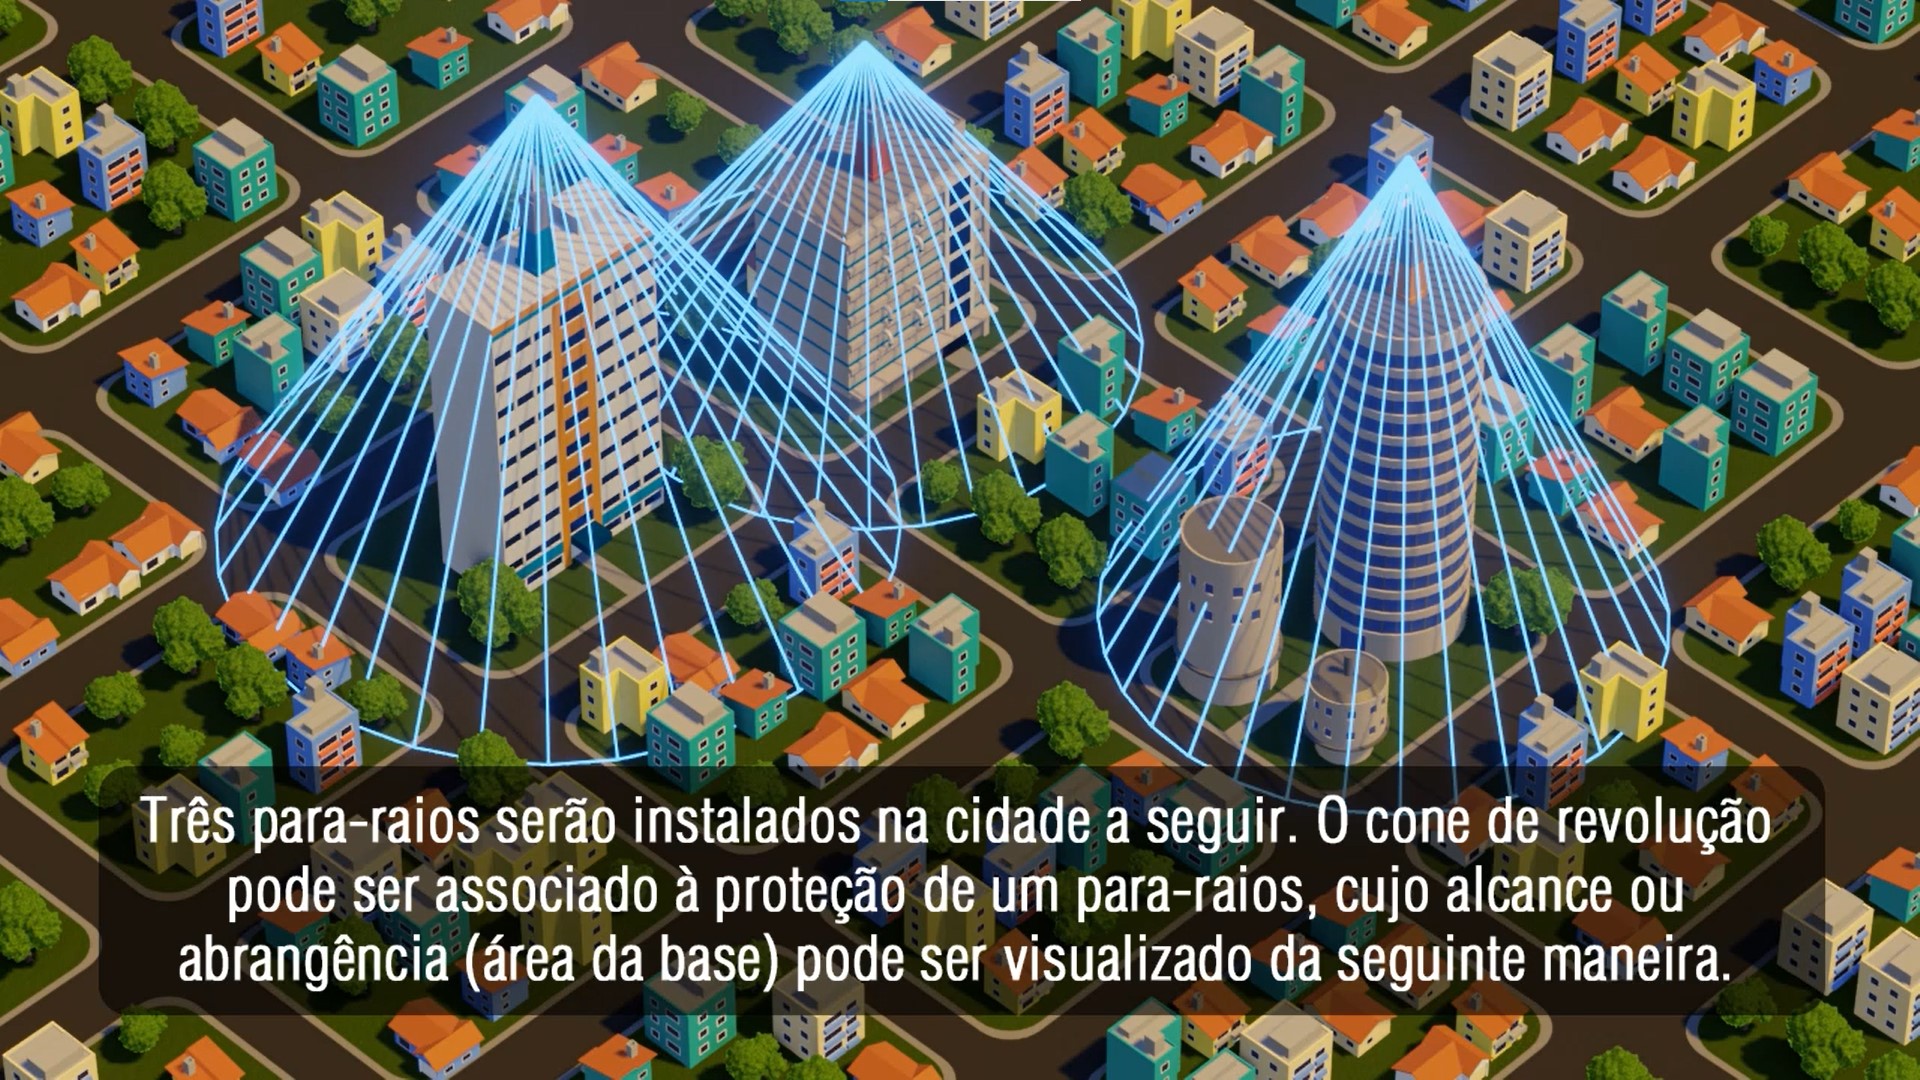 Três para-raios serão instalados na cidade a seguir. O cone de revolução
pode ser associado à proteção de um para-raios, cujo alcance ou
abrangência (área da base) pode ser visualizado da seguinte maneira.